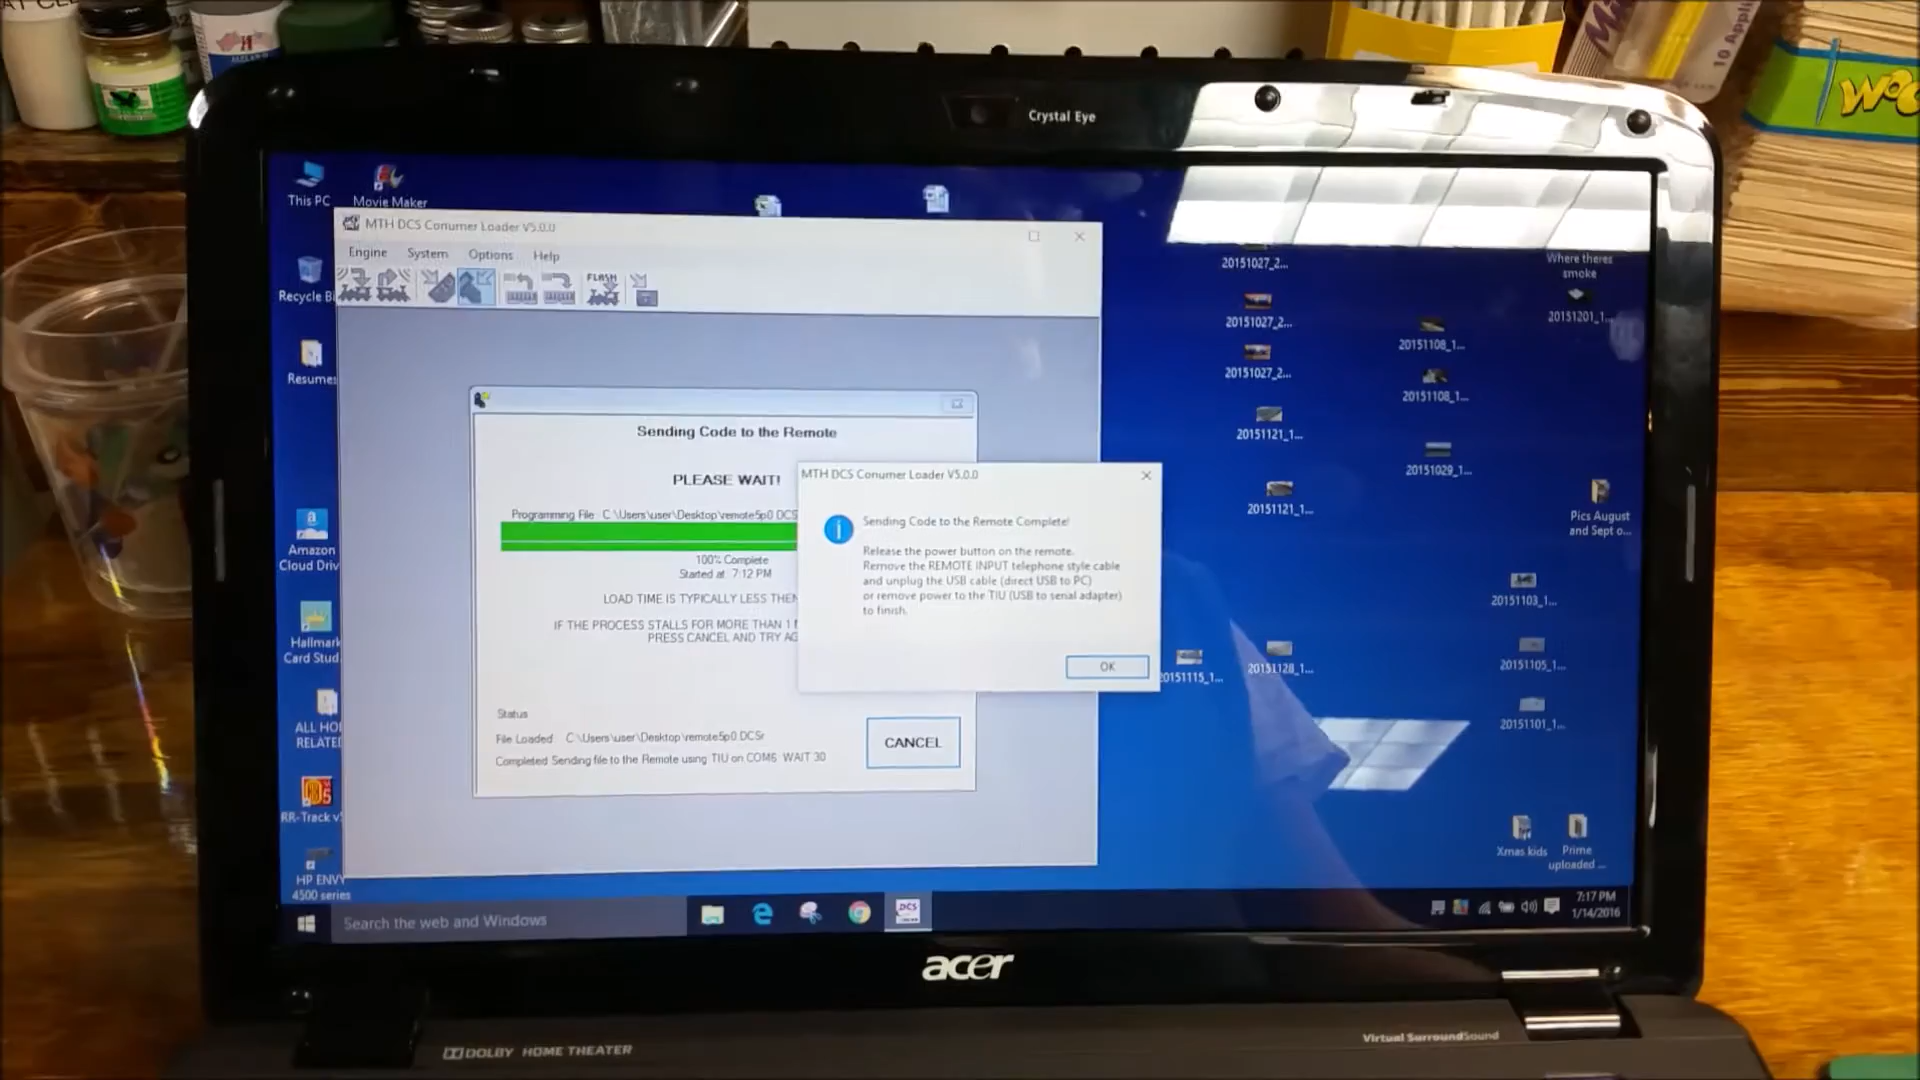 10 Appli
Crystal Eye
This PC
Movie Maker
MTH DCS Conumer Loader V5.0.0
Engine System Options Help
FLASH
Recycle Bi
Resumes
Amazon
Cloud Driv
Hallmark
Card Stud
ALL HO
RELATE
RR-Track v
HP ENVY
4500 series
Sending Code to the Remote
PLEASE WAIT!
Programming File C:\Users\user\Desktop\remote5p0.DCS
100% Complete
Started at 7:12 PM
LOAD TIME IS TYPICALLY LESS THEN
IF THE PROCESS STALLS FOR MORE THAN 1
PRESS CANCEL AND TRY AG
Status
File Loaded C:\Users\user\Desktop\remote5p0.DCSr
Completed Sending file to the Remote using TIU on COM6 WAIT 30
CANCEL
MTH DCS Conumer Loader V5.0.0
Sending Code to the Remote Complete!
Release the power button on the remote.
Remove the REMOTE INPUT telephone style cable
and unplug the USB cable (direct USB to PC)
or remove power to the TIU (USB to serial adapter)
to finish.
OK
20151027_2...
20151027_2...
20151027_2...
20151121_1...
20151121_1...
20151115_1...
20151128_1...
20151108_1...
20151108_1...
20151029_1...
Where theres
smoke
20151201_1...
Pics August
and Sept o...
20151103_1...
20151105_1...
20151101_1...
Xmas kids
Prime
uploaded ...
Search the web and Windows
DCS
7:17 PM
1/14/2016
acer
DOLBY HOME THEATER
Virtual SurroundSound